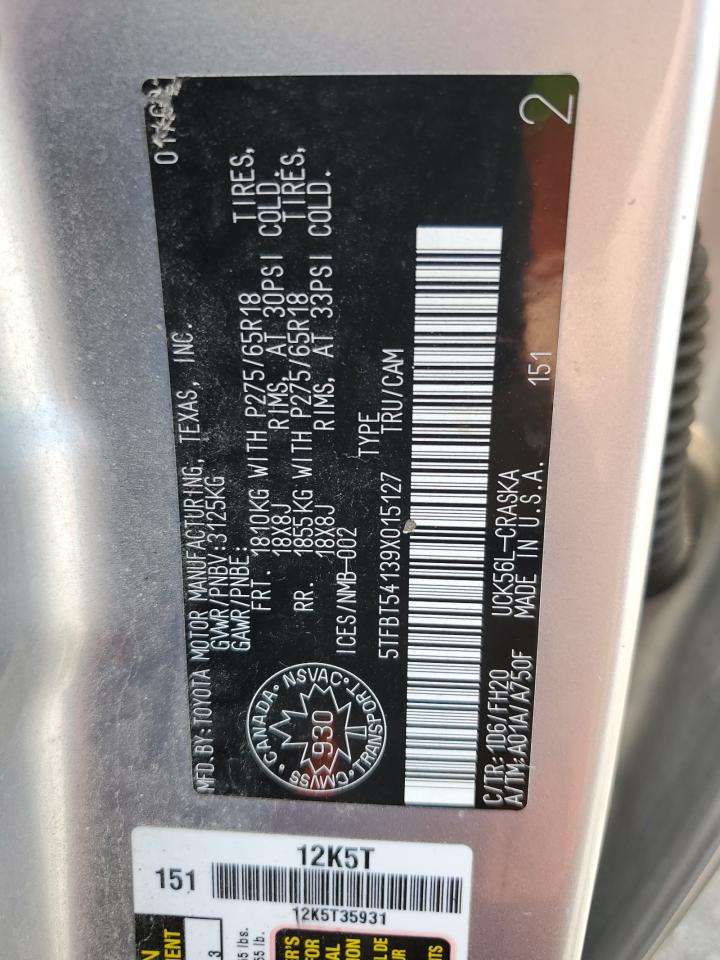 MFD.BY:TOYOTA MOTOR MANUFACTURING, TEXAS, INC.
GVWR/PNBV:3125KG
GAWR/PNBE:
FRT. 1810KG WITH P275/65R18 TIRES,
18X8J RIMS, AT 30PSI COLD.
RR. 1855KG WITH P275/65R18 TIRES,
18X8J RIMS, AT 33PSI COLD.
ICES/NMB-002
5TFBT54139X015127 TYPE TRU/CAM
CANADA · NSVAC · TRANSPORT · CMVSS
930
C/TR:1D6/FH20 UCK56L-CRASKA 151
A/TM:A01A/A750F MADE IN U.S.A.
2
12K5T
151
12K5T35931